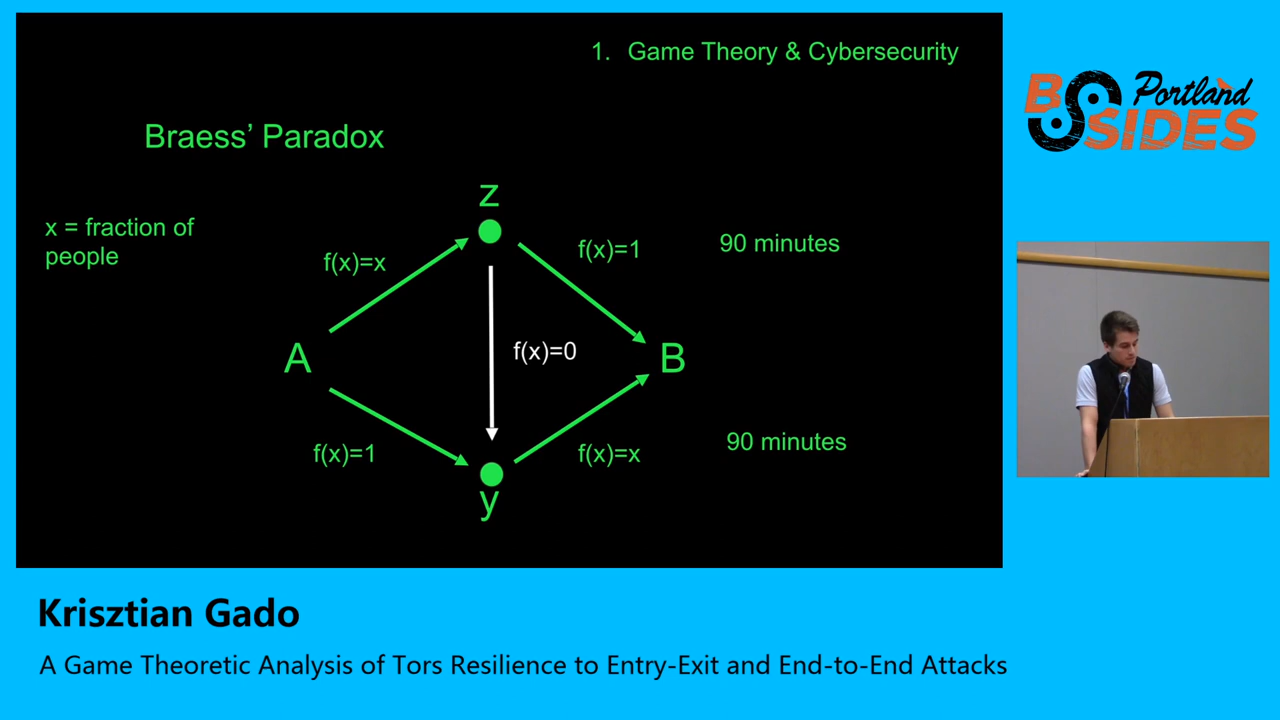 1. Game Theory & Cybersecurity
Braess’ Paradox
x = fraction of
people
z
f(x)=x
f(x)=1
90 minutes
A
f(x)=0
B
f(x)=1
f(x)=x
90 minutes
y
BSIDES Portland
Krisztian Gado
A Game Theoretic Analysis of Tors Resilience to Entry-Exit and End-to-End Attacks